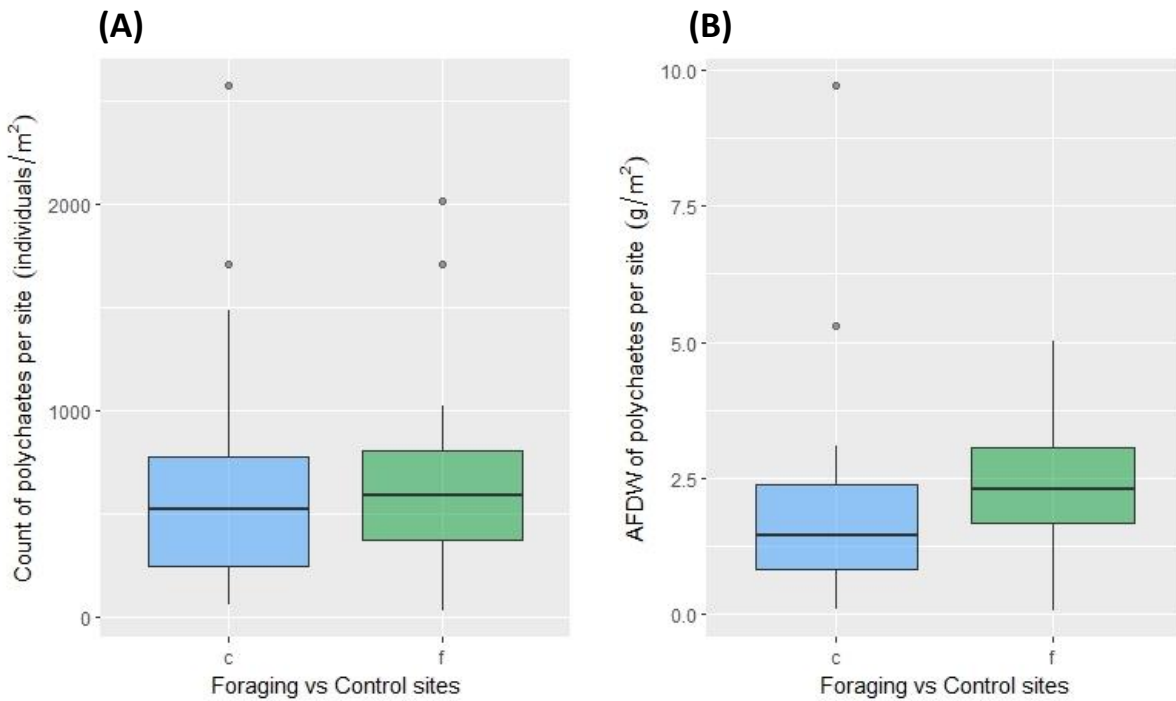 (A)
Count of polychaetes per site (individuals/m²)
2000
1000
0
c
f
Foraging vs Control sites
(B)
AFDW of polychaetes per site (g/m²)
10.0
7.5
5.0
2.5
0.0
c
f
Foraging vs Control sites